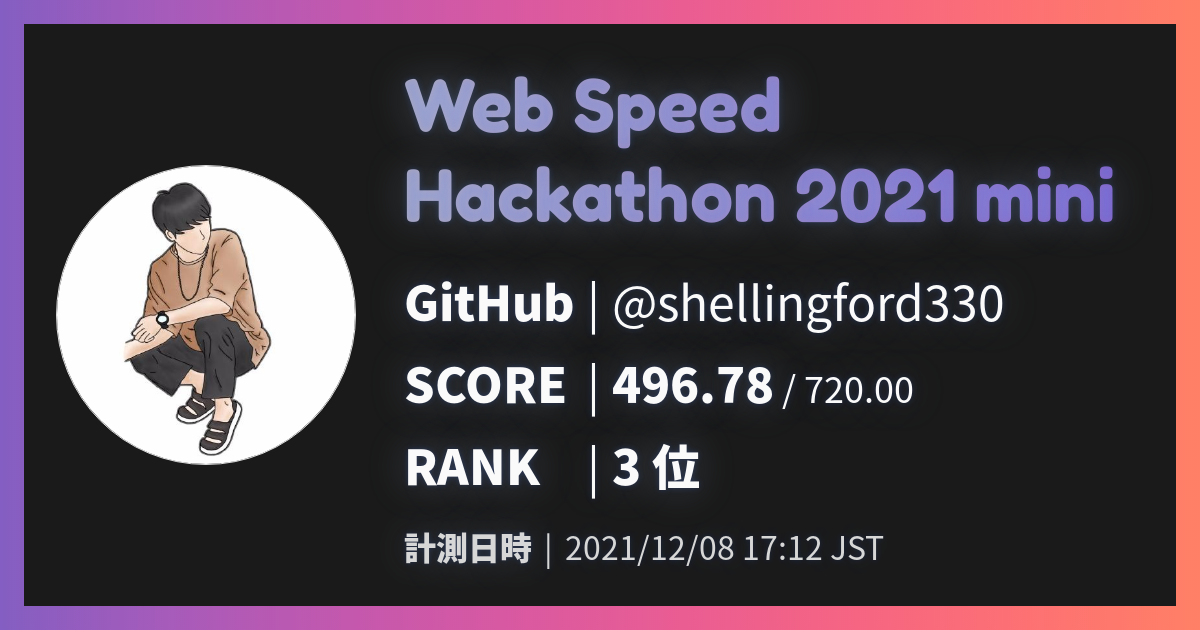 Web Speed
Hackathon 2021 mini
GitHub | @shellingford330
SCORE | 496.78 / 720.00
RANK | 3 位
計測日時 | 2021/12/08 17:12 JST